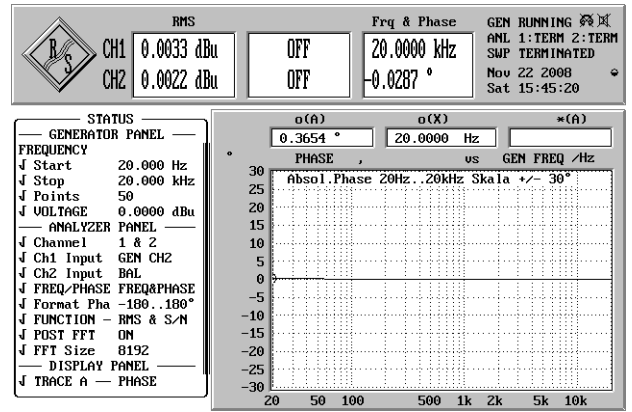 RMS
Frq & Phase
GEN RUNNING
R&S
CH1 0.0033 dBu OFF 20.0000 kHz
CH2 0.0022 dBu OFF -0.0287 °
ANL 1:TERM 2:TERM
SWP TERMINATED
Nov 22 2008
Sat 15:45:20
STATUS
GENERATOR PANEL
FREQUENCY
Start 20.000 Hz
Stop 20.000 kHz
Points 50
VOLTAGE 0.0000 dBu
ANALYZER PANEL
Channel 1 & 2
Ch1 Input GEN CH2
Ch2 Input BAL
FREQ/PHASE FREQ&PHASE
Format Pha -180..180°
FUNCTION - RMS & S/N
POST FFT ON
FFT Size 8192
DISPLAY PANEL
TRACE A — PHASE
o(A) o(X) *(A)
0.3654 ° 20.0000 Hz
° PHASE , vs GEN FREQ /Hz
Absol.Phase 20Hz..20kHz Skala +/- 30°
30
25
20
15
10
5
0
-5
-10
-15
-20
-25
-30
20 50 100 500 1k 2k 5k 10k